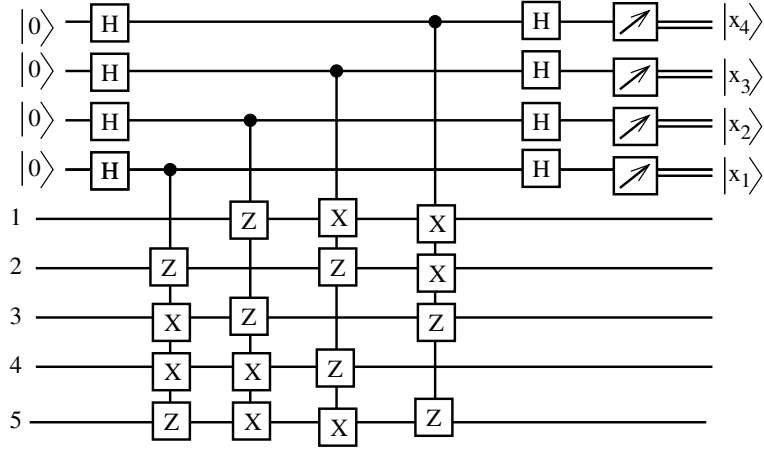 |0⟩ H H |x4⟩
|0⟩ H H |x3⟩
|0⟩ H H |x2⟩
|0⟩ H H |x1⟩
1 Z X X
2 Z Z X
3 X Z Z
4 X X Z
5 Z X X Z